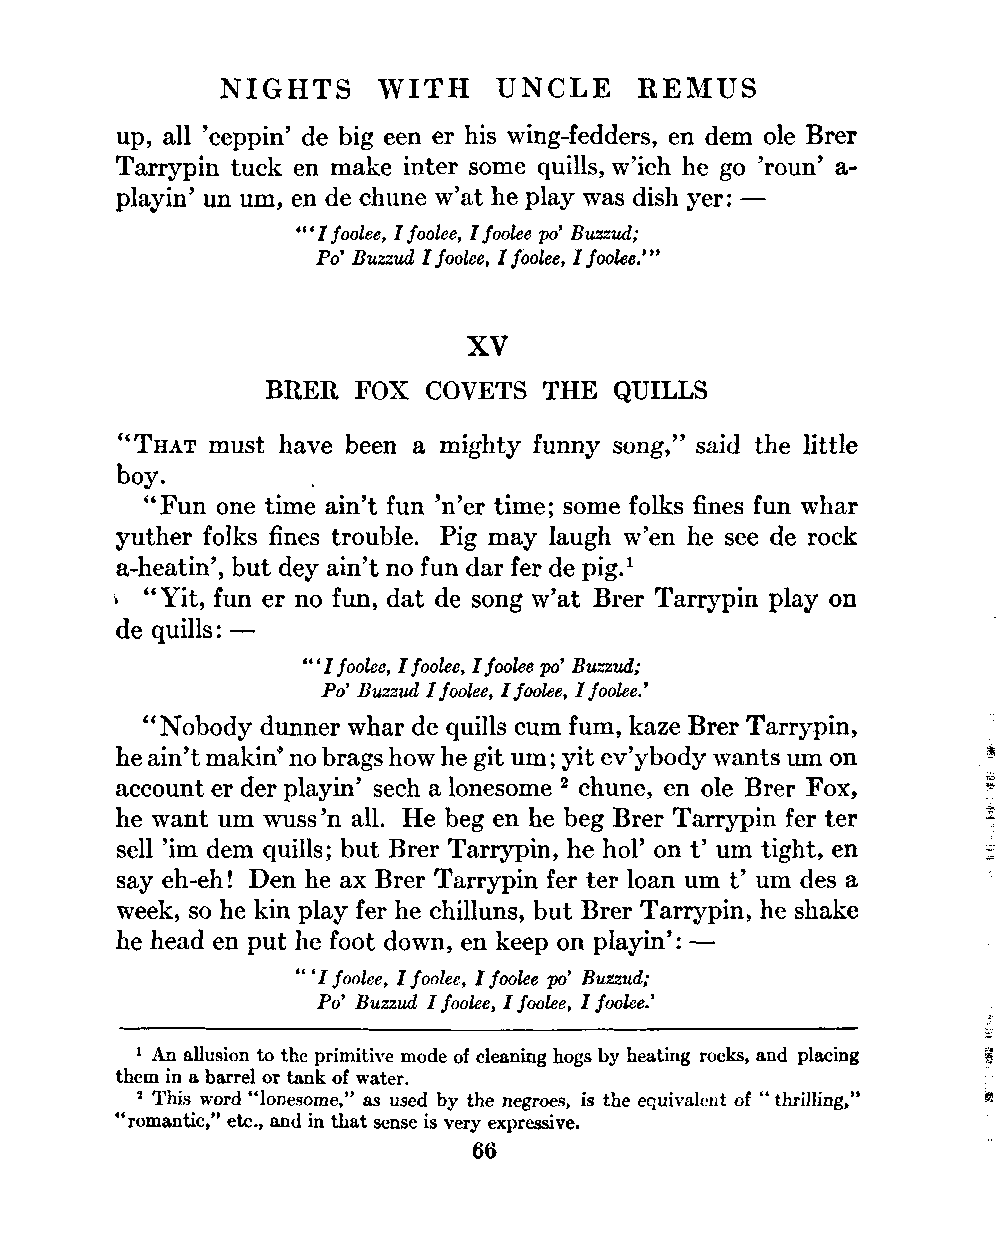 NIGHTS WITH UNCLE REMUS
up, all 'ceppin' de big een er his wing-fedders, en dem ole Brer
Tarrypin tuck en make inter some quills, w'ich he go 'roun' a-
playin' un um, en de chune w'at he play was dish yer: —
"'I foolee, I foolee, I foolee po' Buzzud;
Po' Buzzud I foolee, I foolee, I foolee.'"
XV
BRER FOX COVETS THE QUILLS
"THAT must have been a mighty funny song," said the little
boy.
"Fun one time ain't fun 'n'er time; some folks fines fun whar
yuther folks fines trouble. Pig may laugh w'en he see de rock
a-heatin', but dey ain't no fun dar fer de pig.¹
"Yit, fun er no fun, dat de song w'at Brer Tarrypin play on
de quills: —
"'I foolee, I foolee, I foolee po' Buzzud;
Po' Buzzud I foolee, I foolee, I foolee.'
"Nobody dunner whar de quills cum fum, kaze Brer Tarrypin,
he ain't makin' no brags how he git um; yit ev'ybody wants um on
account er der playin' sech a lonesome ² chune, en ole Brer Fox,
he want um wuss'n all. He beg en he beg Brer Tarrypin fer ter
sell 'im dem quills; but Brer Tarrypin, he hol' on t' um tight, en
say eh-eh! Den he ax Brer Tarrypin fer ter loan um t' um des a
week, so he kin play fer he chilluns, but Brer Tarrypin, he shake
he head en put he foot down, en keep on playin': —
"'I foolee, I foolee, I foolee po' Buzzud;
Po' Buzzud I foolee, I foolee, I foolee.'
¹ An allusion to the primitive mode of cleaning hogs by heating rocks, and placing
them in a barrel or tank of water.
² This word "lonesome," as used by the negroes, is the equivalent of "thrilling,"
"romantic," etc., and in that sense is very expressive.
66